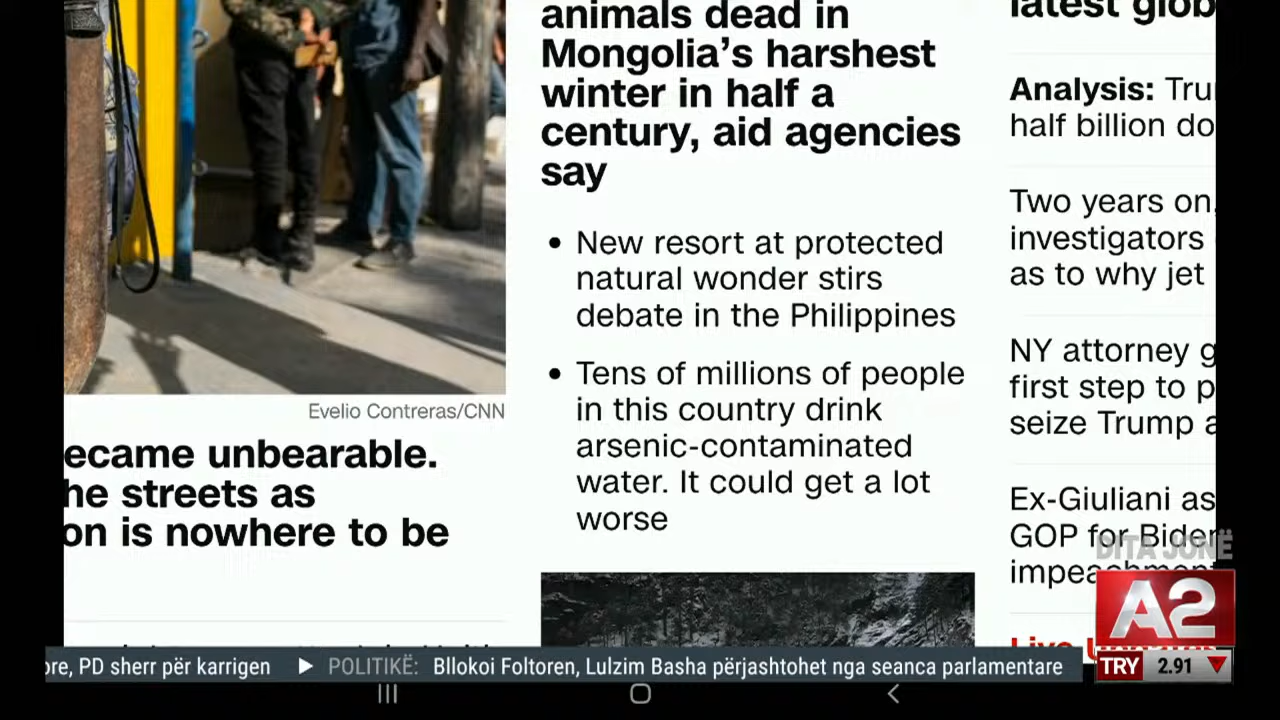 Evelio Contreras/CNN
ecame unbearable.
he streets as
on is nowhere to be
animals dead in
Mongolia's harshest
winter in half a
century, aid agencies
say
• New resort at protected
natural wonder stirs
debate in the Philippines
• Tens of millions of people
in this country drink
arsenic-contaminated
water. It could get a lot
worse
latest glob
Analysis: Tru
half billion do
Two years on,
investigators
as to why jet
NY attorney g
first step to p
seize Trump a
Ex-Giuliani as
GOP for Biden
impeachment
Live
DITA JONË
A2
ore, PD sherr për karrigen ▶ POLITIKË: Bllokoi Foltoren, Lulzim Basha përjashtohet nga seanca parlamentare
TRY 2.91 ▼